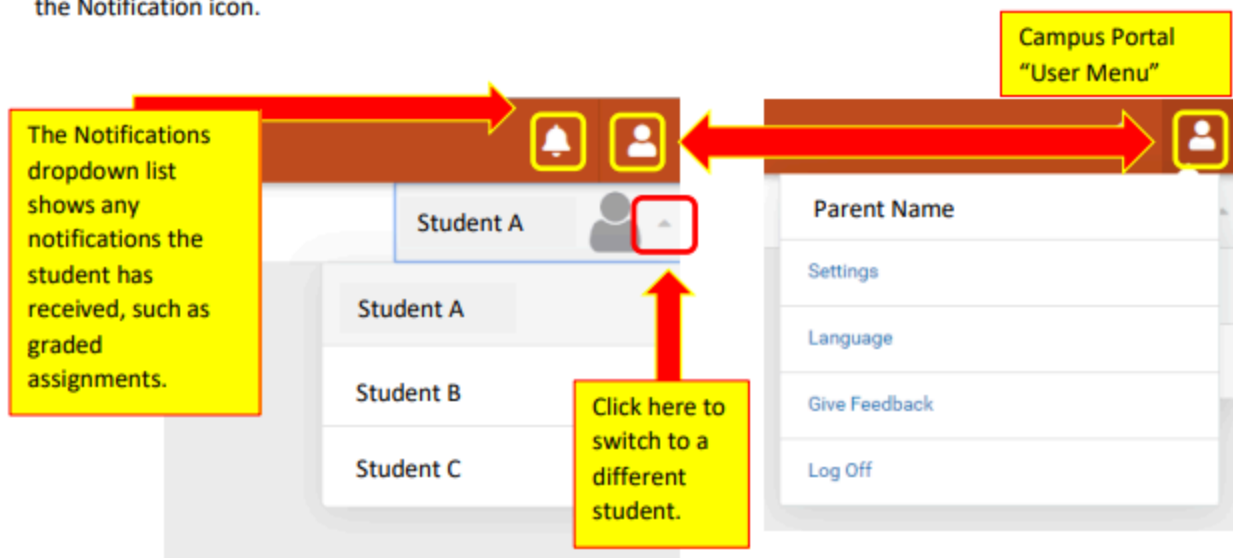 the Notification icon.
Campus Portal
“User Menu”
The Notifications
dropdown list
shows any
notifications the
student has
received, such as
graded
assignments.
Student A
Student A
Student B
Student C
Click here to
switch to a
different
student.
Parent Name
Settings
Language
Give Feedback
Log Off